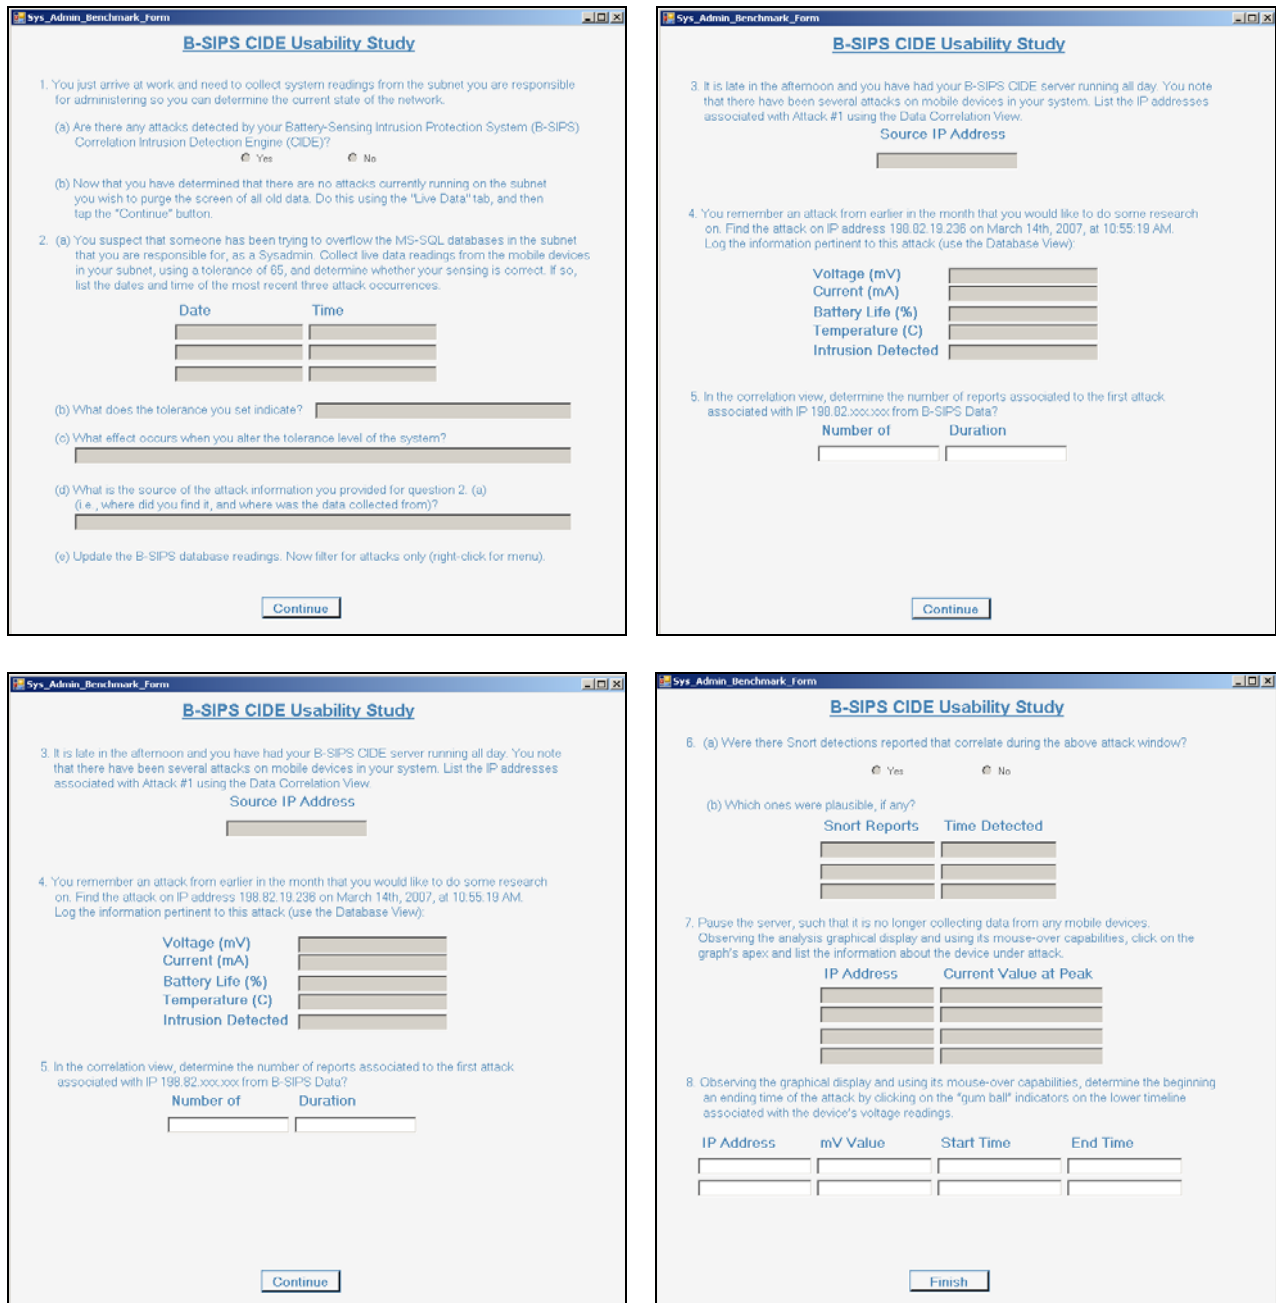 Sys_Admin_Benchmark_Form
B-SIPS CIDE Usability Study
1. You just arrive at work and need to collect system readings from the subnet you are responsible
for administering so you can determine the current state of the network.
(a) Are there any attacks detected by your Battery-Sensing Intrusion Protection System (B-SIPS)
Correlation Intrusion Detection Engine (CIDE)?
Yes No
(b) Now that you have determined that there are no attacks currently running on the subnet
you wish to purge the screen of all old data. Do this using the "Live Data" tab, and then
tap the "Continue" button.
2. (a) You suspect that someone has been trying to overflow the MS-SQL databases in the subnet
that you are responsible for, as a Sysadmin. Collect live data readings from the mobile devices
in your subnet, using a tolerance of 65, and determine whether your sensing is correct. If so,
list the dates and time of the most recent three attack occurrences.
Date Time
(b) What does the tolerance you set indicate?
(c) What effect occurs when you alter the tolerance level of the system?
(d) What is the source of the attack information you provided for question 2. (a)
(i.e., where did you find it, and where was the data collected from)?
(e) Update the B-SIPS database readings. Now filter for attacks only (right-click for menu).
Continue
Sys_Admin_Benchmark_Form
B-SIPS CIDE Usability Study
3. It is late in the afternoon and you have had your B-SIPS CIDE server running all day. You note
that there have been several attacks on mobile devices in your system. List the IP addresses
associated with Attack #1 using the Data Correlation View.
Source IP Address
4. You remember an attack from earlier in the month that you would like to do some research
on. Find the attack on IP address 198.82.19.236 on March 14th, 2007, at 10:55:19 AM.
Log the information pertinent to this attack (use the Database View):
Voltage (mV)
Current (mA)
Battery Life (%)
Temperature (C)
Intrusion Detected
5. In the correlation view, determine the number of reports associated to the first attack
associated with IP 198.82.xxx.xxx from B-SIPS Data?
Number of Duration
Continue
Sys_Admin_Benchmark_Form
B-SIPS CIDE Usability Study
3. It is late in the afternoon and you have had your B-SIPS CIDE server running all day. You note
that there have been several attacks on mobile devices in your system. List the IP addresses
associated with Attack #1 using the Data Correlation View.
Source IP Address
4. You remember an attack from earlier in the month that you would like to do some research
on. Find the attack on IP address 198.82.19.236 on March 14th, 2007, at 10:55:19 AM.
Log the information pertinent to this attack (use the Database View):
Voltage (mV)
Current (mA)
Battery Life (%)
Temperature (C)
Intrusion Detected
5. In the correlation view, determine the number of reports associated to the first attack
associated with IP 198.82.xxx.xxx from B-SIPS Data?
Number of Duration
Continue
Sys_Admin_Benchmark_Form
B-SIPS CIDE Usability Study
6. (a) Were there Snort detections reported that correlate during the above attack window?
Yes No
(b) Which ones were plausible, if any?
Snort Reports Time Detected
7. Pause the server, such that it is no longer collecting data from any mobile devices.
Observing the analysis graphical display and using its mouse-over capabilities, click on the
graph's apex and list the information about the device under attack.
IP Address Current Value at Peak
8. Observing the graphical display and using its mouse-over capabilities, determine the beginning
an ending time of the attack by clicking on the "gum ball" indicators on the lower timeline
associated with the device's voltage readings.
IP Address mV Value Start Time End Time
Finish